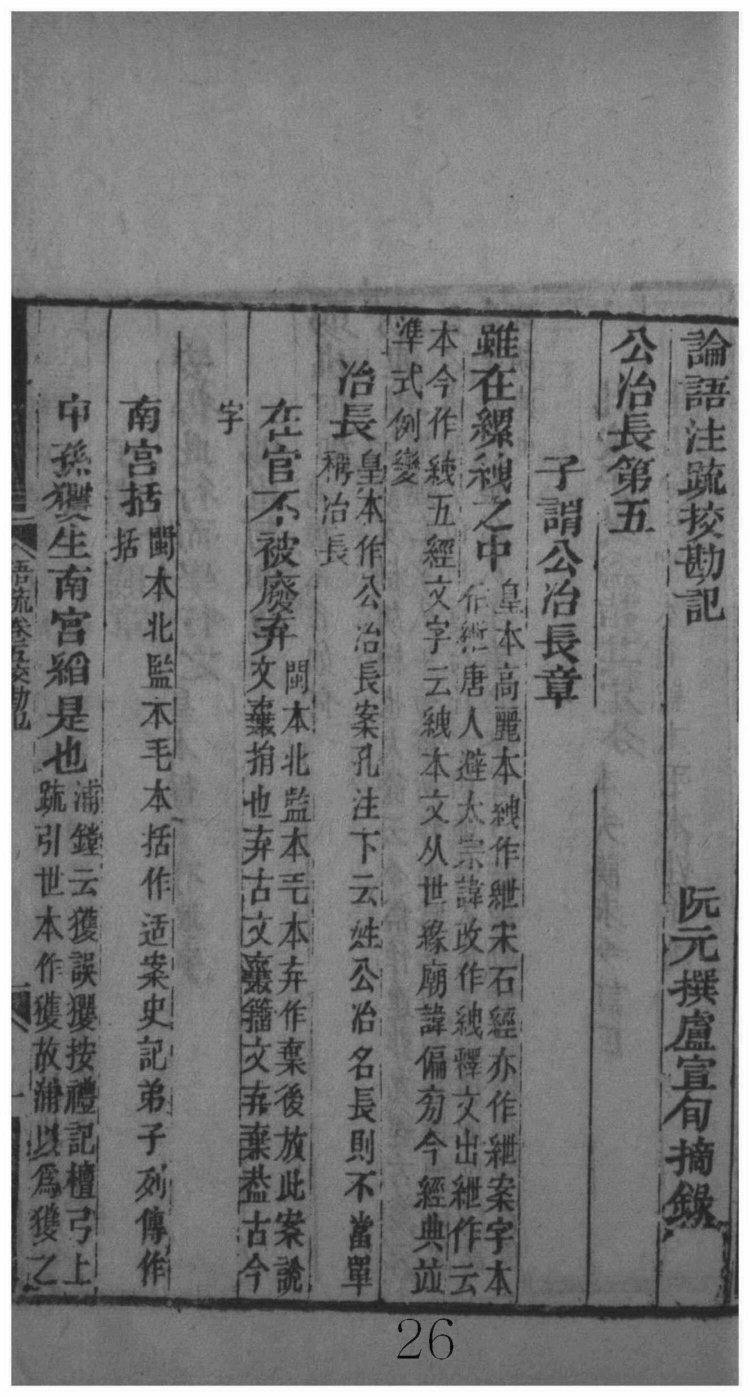 論語注疏挍勘記
阮元撰盧宣旬摘錄
公冶長第五
子謂公冶長章
雖在縲絏之中
皇本高麗本絏作紲宋石經亦作紲案字本
作紲唐人避太宗諱改作絏釋文出紲作云
本今作絏五經文字云絏本文从世緣廟諱偏旁今經典並
準式例變
冶長
皇本作公冶長案孔注下云姓公冶名長則不當單
稱冶長
在官不被廢弃
閩本北監本毛本弃作棄後放此案說
文棄捐也弃古文棄籀文弃棄葢古今
字
南宮括
閩本北監本毛本括作适案史記弟子列傳作
括
中孫玃生南宮縚是也
浦鏜云獲誤玃按禮記檀弓上
疏引世本作獲故浦以爲獲之
語疏卷五挍勘記
一
26